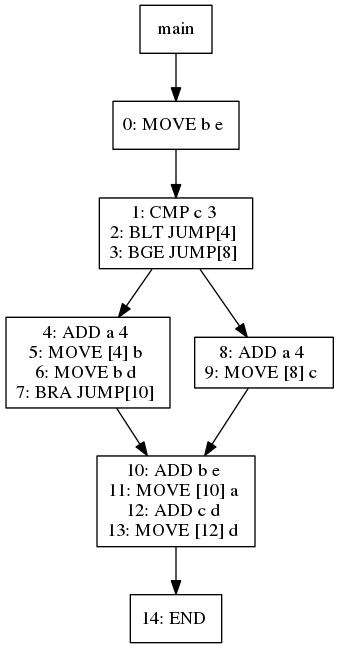 main
0: MOVE b e
1: CMP c 3
2: BLT JUMP[4]
3: BGE JUMP[8]
4: ADD a 4
5: MOVE [4] b
6: MOVE b d
7: BRA JUMP[10]
8: ADD a 4
9: MOVE [8] c
10: ADD b e
11: MOVE [10] a
12: ADD c d
13: MOVE [12] d
14: END